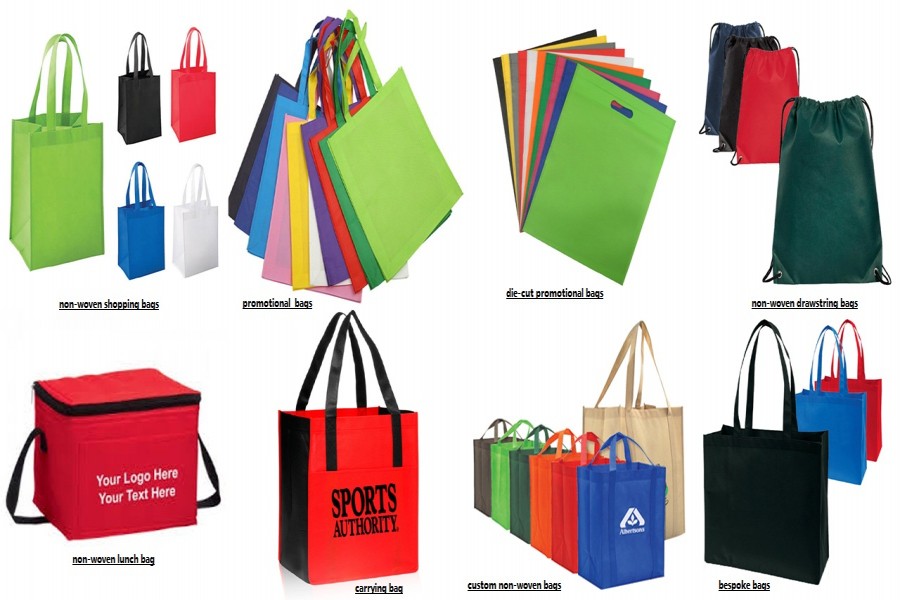 non-woven shopping bags
promotional bags
die-cut promotional bags
non-woven drawstring bags
Your Logo Here
Your Text Here
non-woven lunch bag
SPORTS
AUTHORITY.
carrying bag
Albertsons
custom non-woven bags
bespoke bags